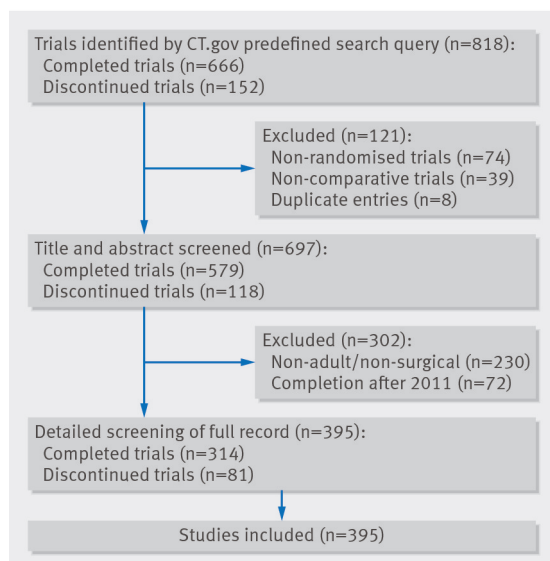 Trials identified by CT.gov predefined search query (n=818):
Completed trials (n=666)
Discontinued trials (n=152)
Excluded (n=121):
Non-randomised trials (n=74)
Non-comparative trials (n=39)
Duplicate entries (n=8)
Title and abstract screened (n=697):
Completed trials (n=579)
Discontinued trials (n=118)
Excluded (n=302):
Non-adult/non-surgical (n=230)
Completion after 2011 (n=72)
Detailed screening of full record (n=395):
Completed trials (n=314)
Discontinued trials (n=81)
Studies included (n=395)